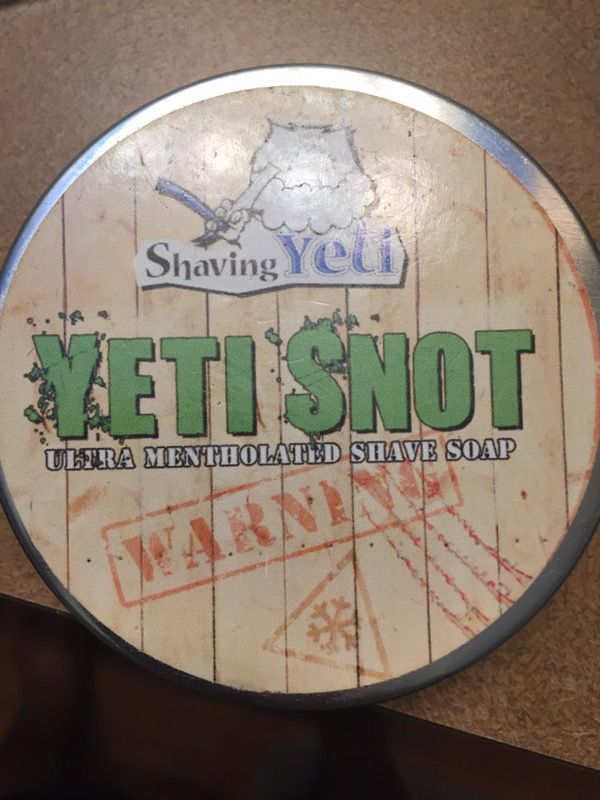 Shaving Yeti
YETI SNOT
ULTRA MENTHOLATED SHAVE SOAP
WARNING